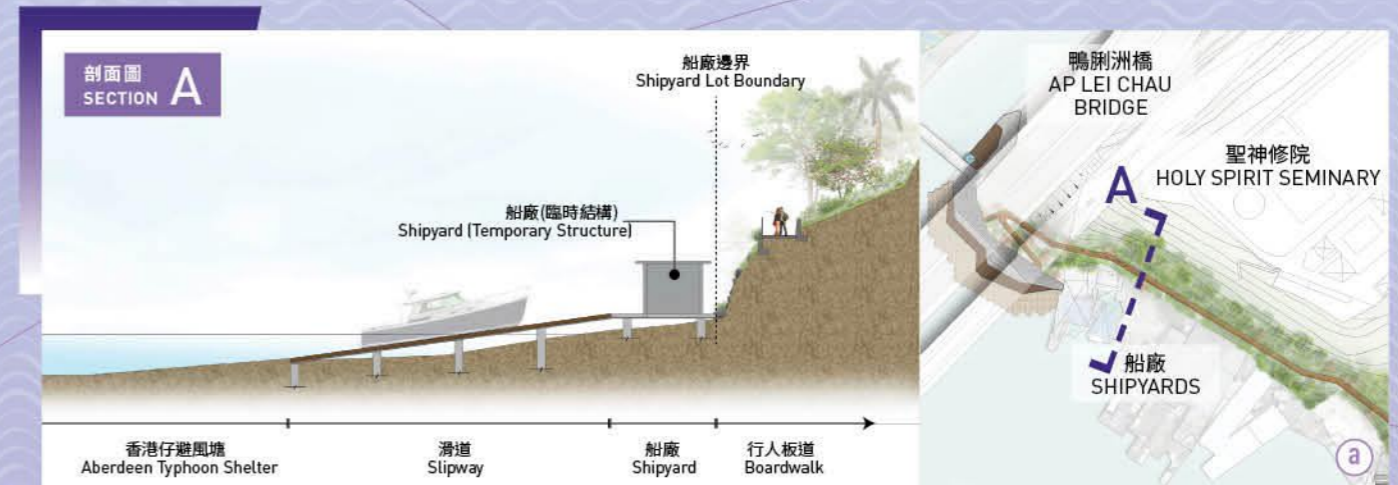 剖面圖
SECTION A
船廠邊界
Shipyard Lot Boundary
船廠(臨時結構)
Shipyard (Temporary Structure)
香港仔避風塘
Aberdeen Typhoon Shelter
滑道
Slipway
船廠
Shipyard
行人板道
Boardwalk
鴨脷洲橋
AP LEI CHAU
BRIDGE
聖神修院
HOLY SPIRIT SEMINARY
A
船廠
SHIPYARDS
a